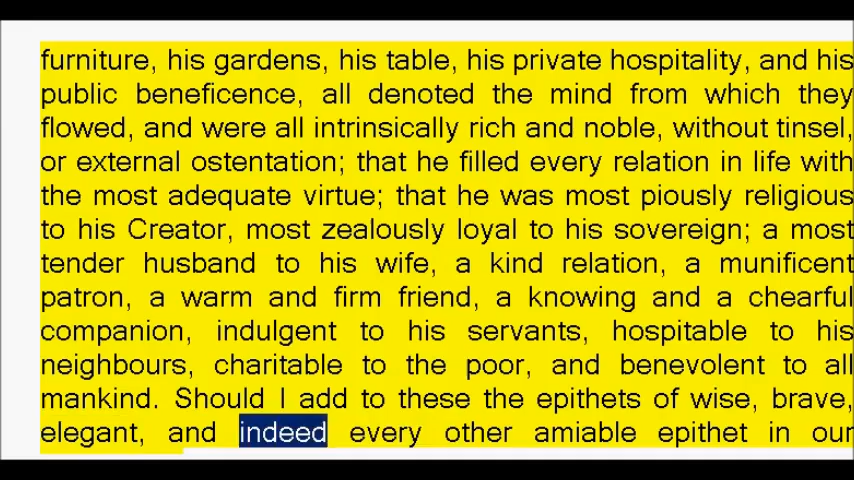 furniture, his gardens, his table, his private hospitality, and his
public beneficence, all denoted the mind from which they
flowed, and were all intrinsically rich and noble, without tinsel,
or external ostentation; that he filled every relation in life with
the most adequate virtue; that he was most piously religious
to his Creator, most zealously loyal to his sovereign; a most
tender husband to his wife, a kind relation, a munificent
patron, a warm and firm friend, a knowing and a chearful
companion, indulgent to his servants, hospitable to his
neighbours, charitable to the poor, and benevolent to all
mankind. Should I add to these the epithets of wise, brave,
elegant, and indeed every other amiable epithet in our